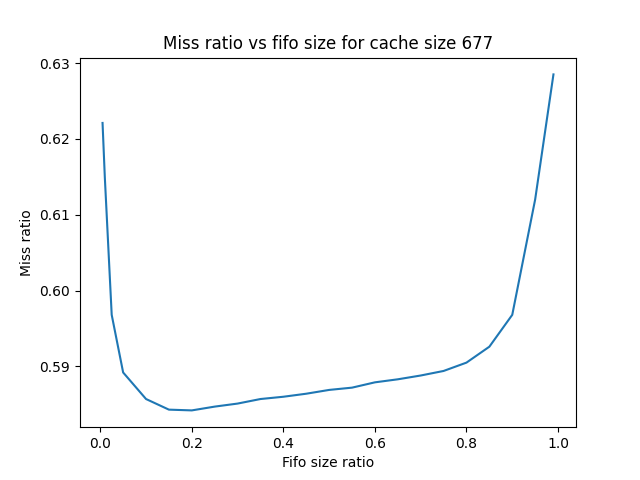 Miss ratio vs fifo size for cache size 677
0.63
0.62
0.61
0.60
0.59
Miss ratio
0.0 0.2 0.4 0.6 0.8 1.0
Fifo size ratio